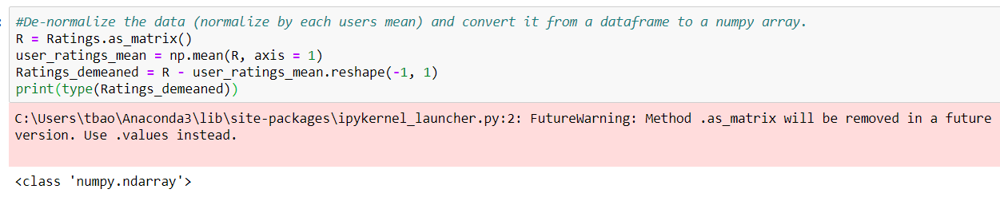 #De-normalize the data (normalize by each users mean) and convert it from a dataframe to a numpy array.
R = Ratings.as_matrix()
user_ratings_mean = np.mean(R, axis = 1)
Ratings_demeaned = R - user_ratings_mean.reshape(-1, 1)
print(type(Ratings_demeaned))
C:\Users\tbao\Anaconda3\lib\site-packages\ipykernel_launcher.py:2: FutureWarning: Method .as_matrix will be removed in a future
version. Use .values instead.
<class 'numpy.ndarray'>